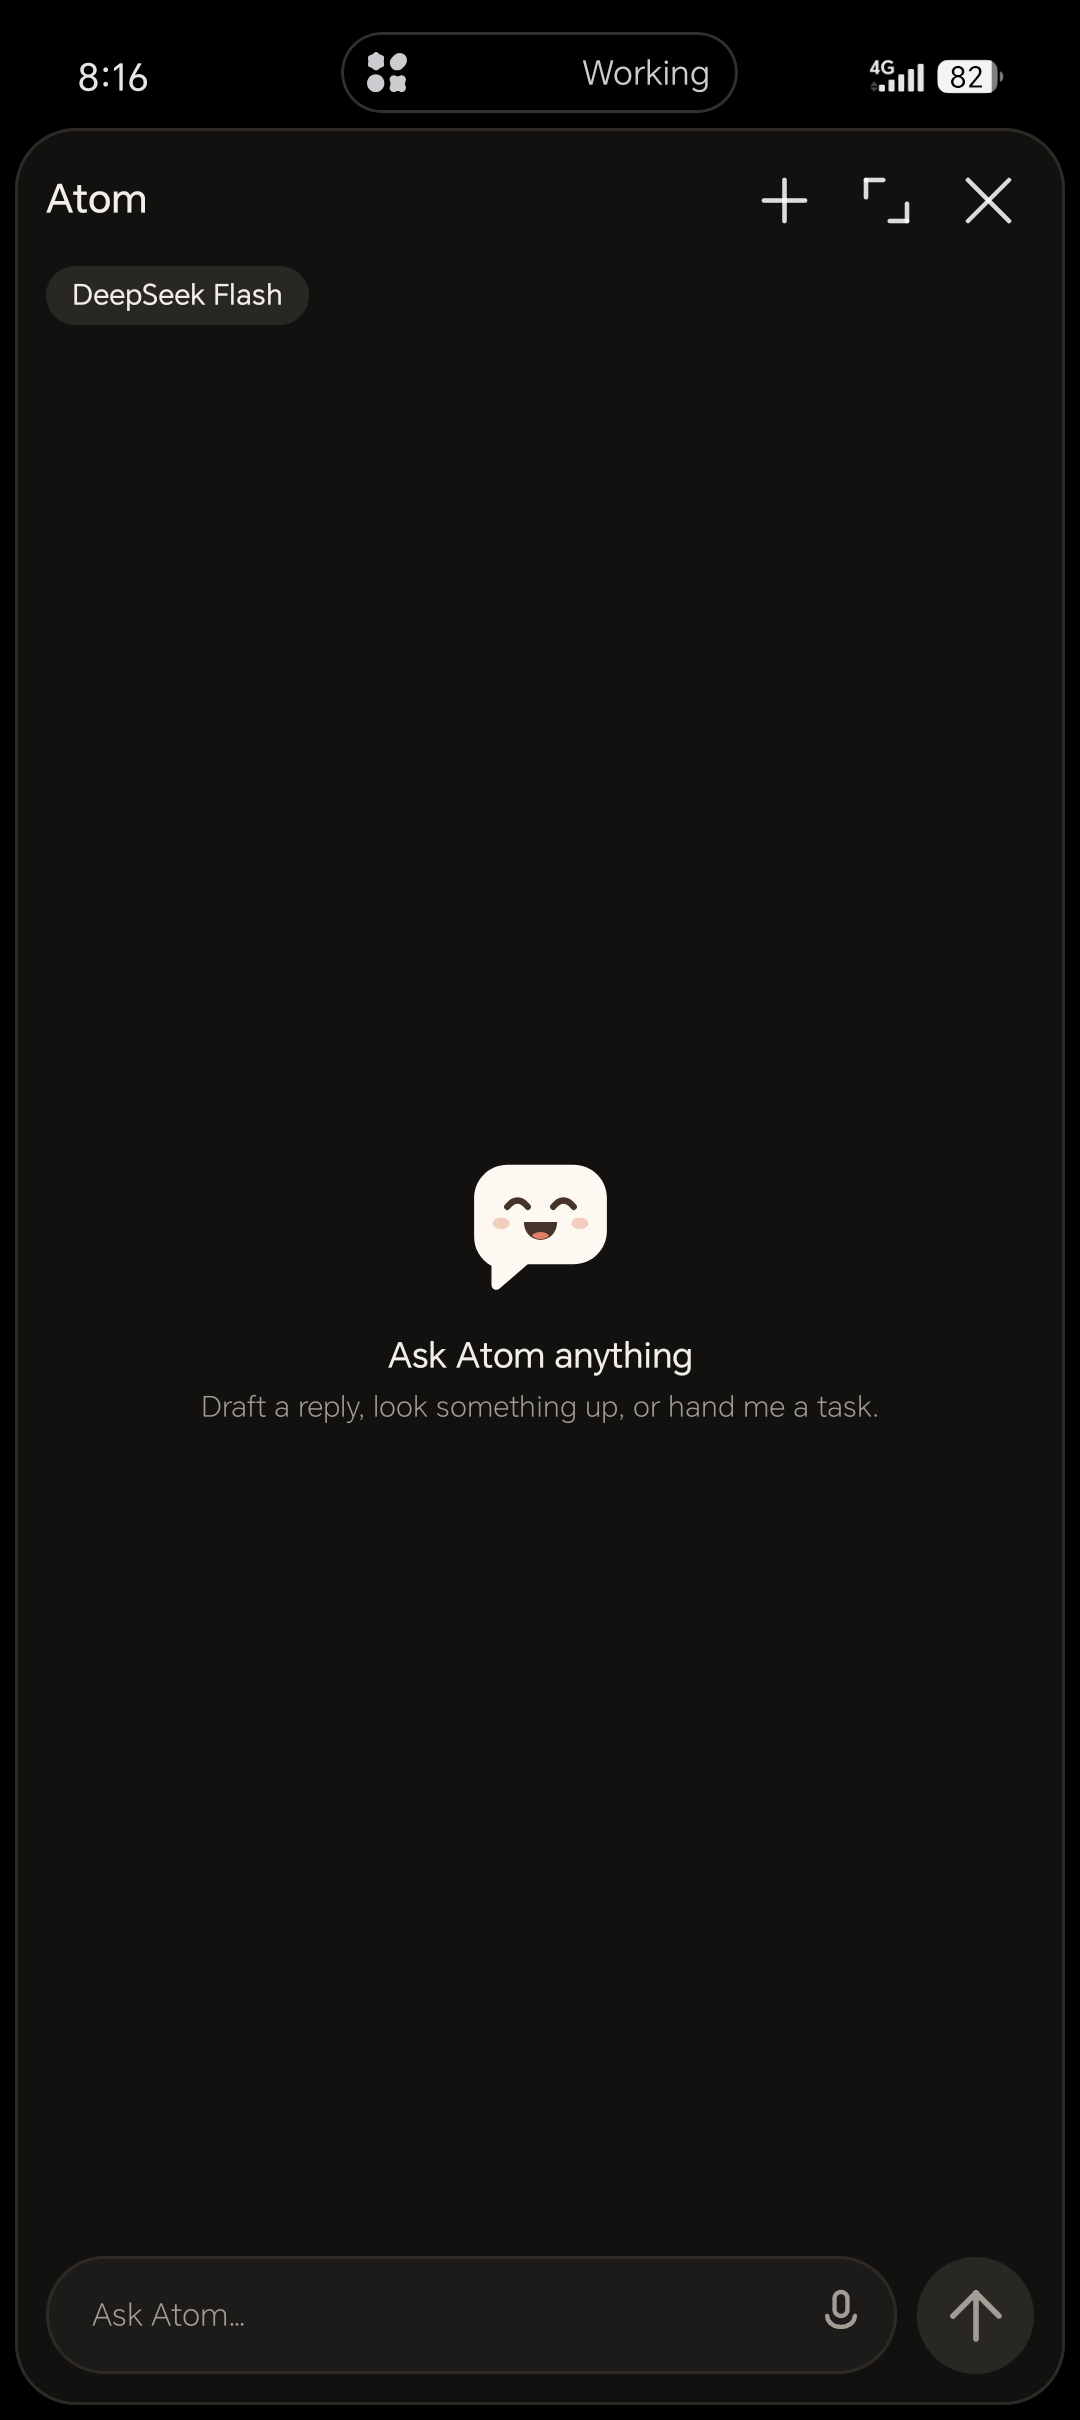 8:16
Working
4G
82
Atom
DeepSeek Flash
Ask Atom anything
Draft a reply, look something up, or hand me a task.
Ask Atom...